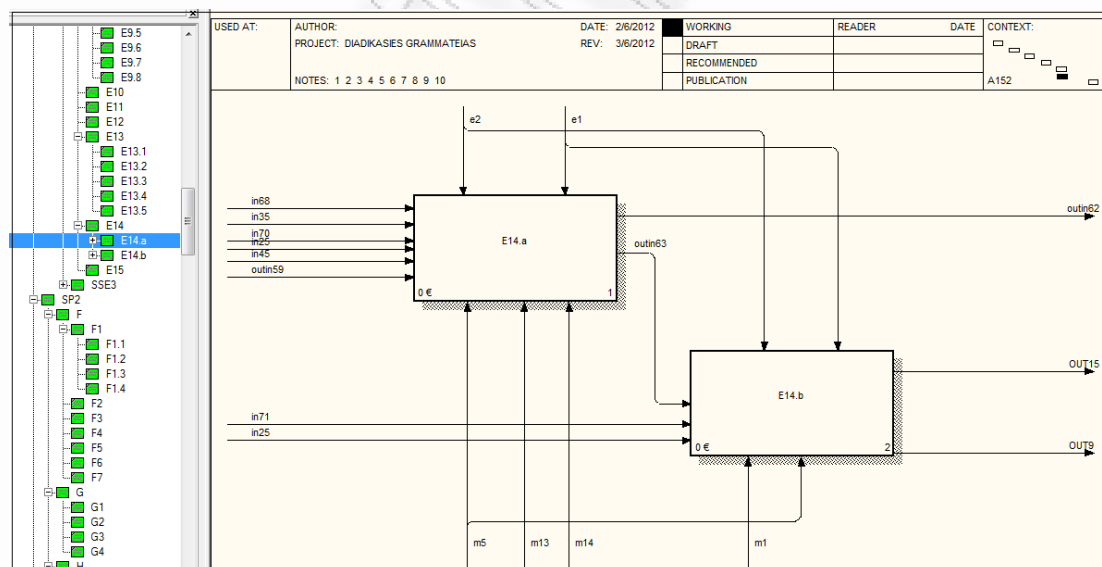 E9.5
E9.6
E9.7
E9.8
E10
E11
E12
E13
E13.1
E13.2
E13.3
E13.4
E13.5
E14
E14.a
E14.b
E15
SSE3
SP2
F
F1
F1.1
F1.2
F1.3
F1.4
F2
F3
F4
F5
F6
F7
G
G1
G2
G3
G4
H
USED AT: AUTHOR: DATE: 2/6/2012 WORKING READER DATE CONTEXT:
PROJECT: DIADIKASIES GRAMMATEIAS REV: 3/6/2012 DRAFT
RECOMMENDED
NOTES: 1 2 3 4 5 6 7 8 9 10 PUBLICATION A152
e2 e1
in68
in35
in70
in25
in45
outin59
E14.a
0 € 1
outin62
outin63
OUT15
E14.b
in71
in25
0 € 2
OUT9
m5 m13 m14 m1